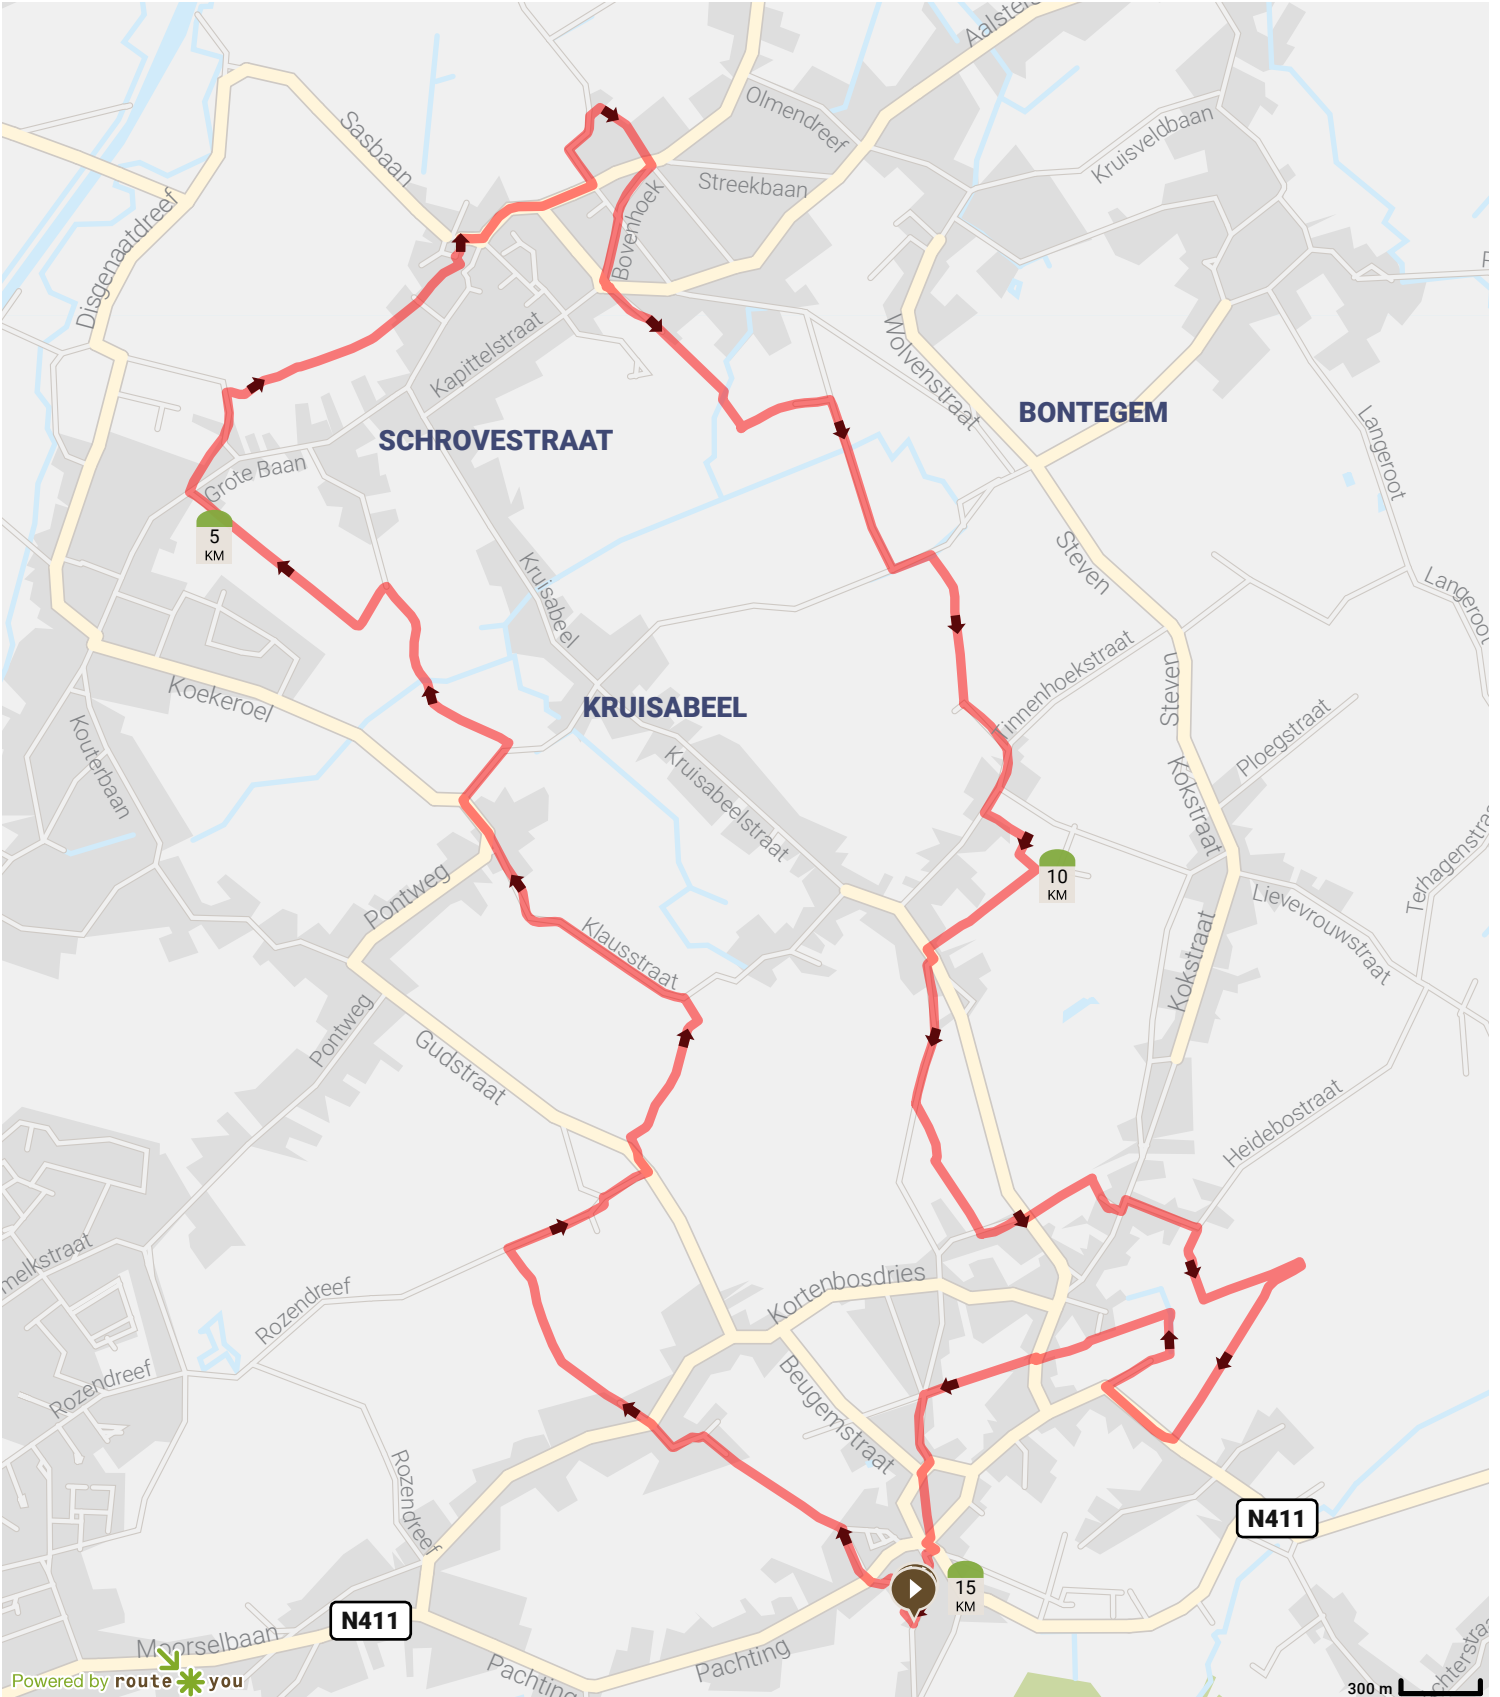 Aalster
Olmendreef
Sasbaan
Kruisveldbaan
Streekbaan
Bovenhoek
Disgenaatdreef
Kapittelstraat
Wolvenstraat
BONTEGEM
SCHROVESTRAAT
Langeroot
Grote Baan
5
KM
Steven
Kruisabeel
Langeroot
Tinnenhoekstraat
Steven
Koekeroel
KRUISABEEL
Ploegstraat
Kouterbaan
Kruisabeelstraat
Kokstraat
Terhagenstra
10
KM
Pontweg
Lievevrouwstraat
Klausstraat
Kokstraat
Pontweg
Gudstraat
Heidebostraat
melkstraat
Kortenbosdries
Rozendreef
Rozendreef
Beugemstraat
Rozendreef
N411
15
KM
N411
Moorselbaan
Pachting
Pachting
chterstraa
Powered by route you
300 m